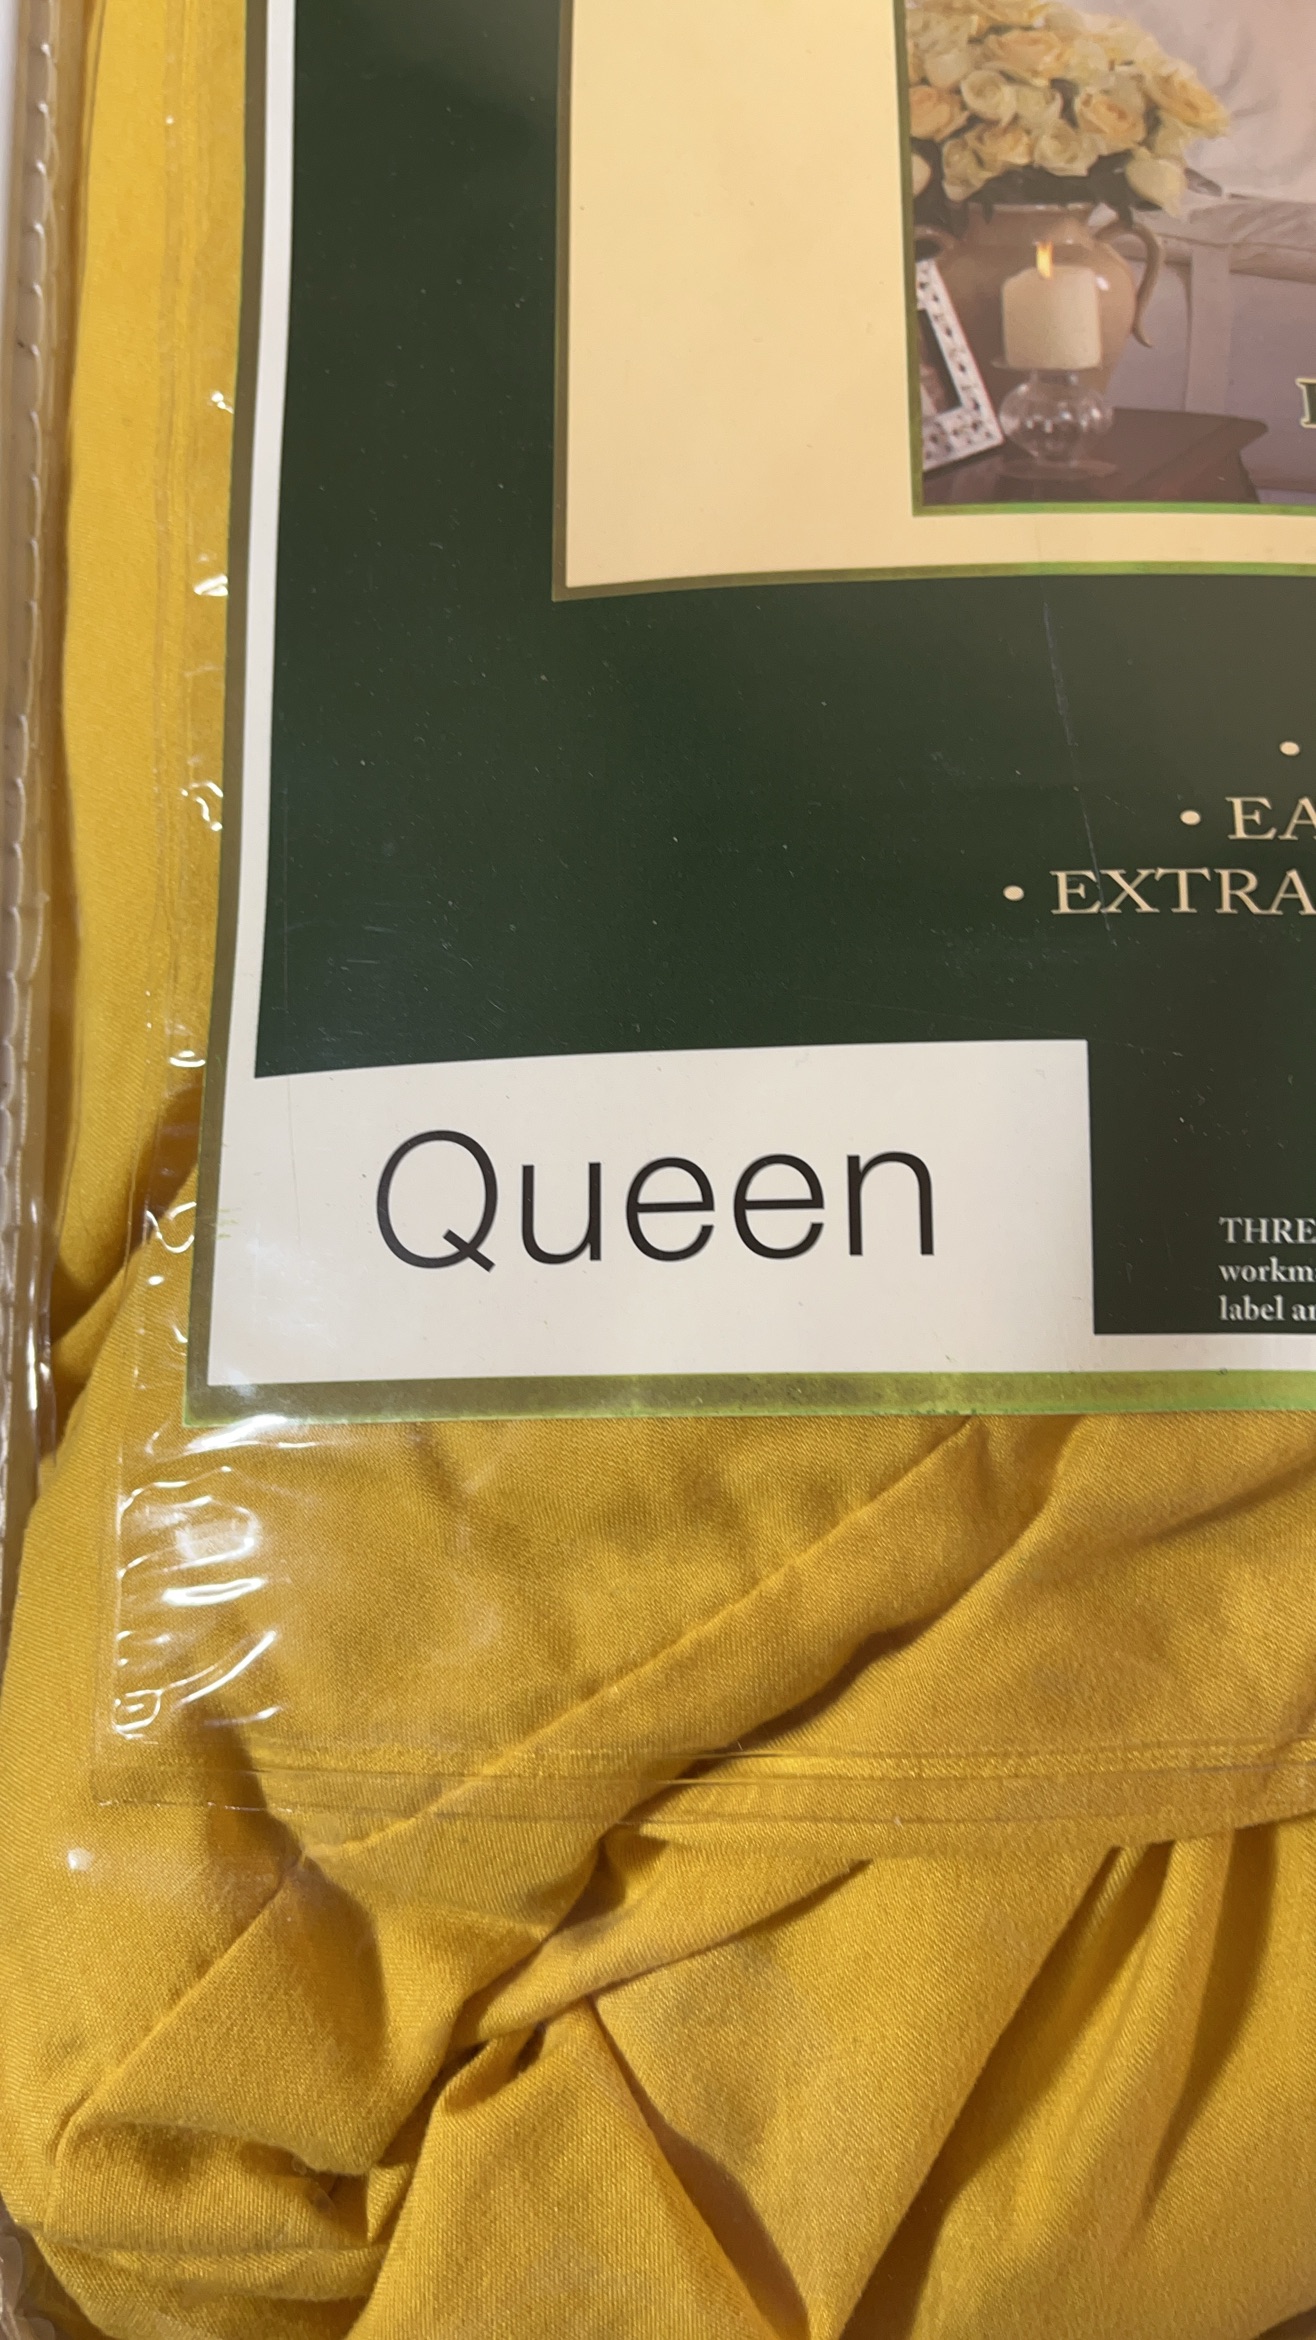 • EA
• EXTRA
Queen
THRE
workm
label a